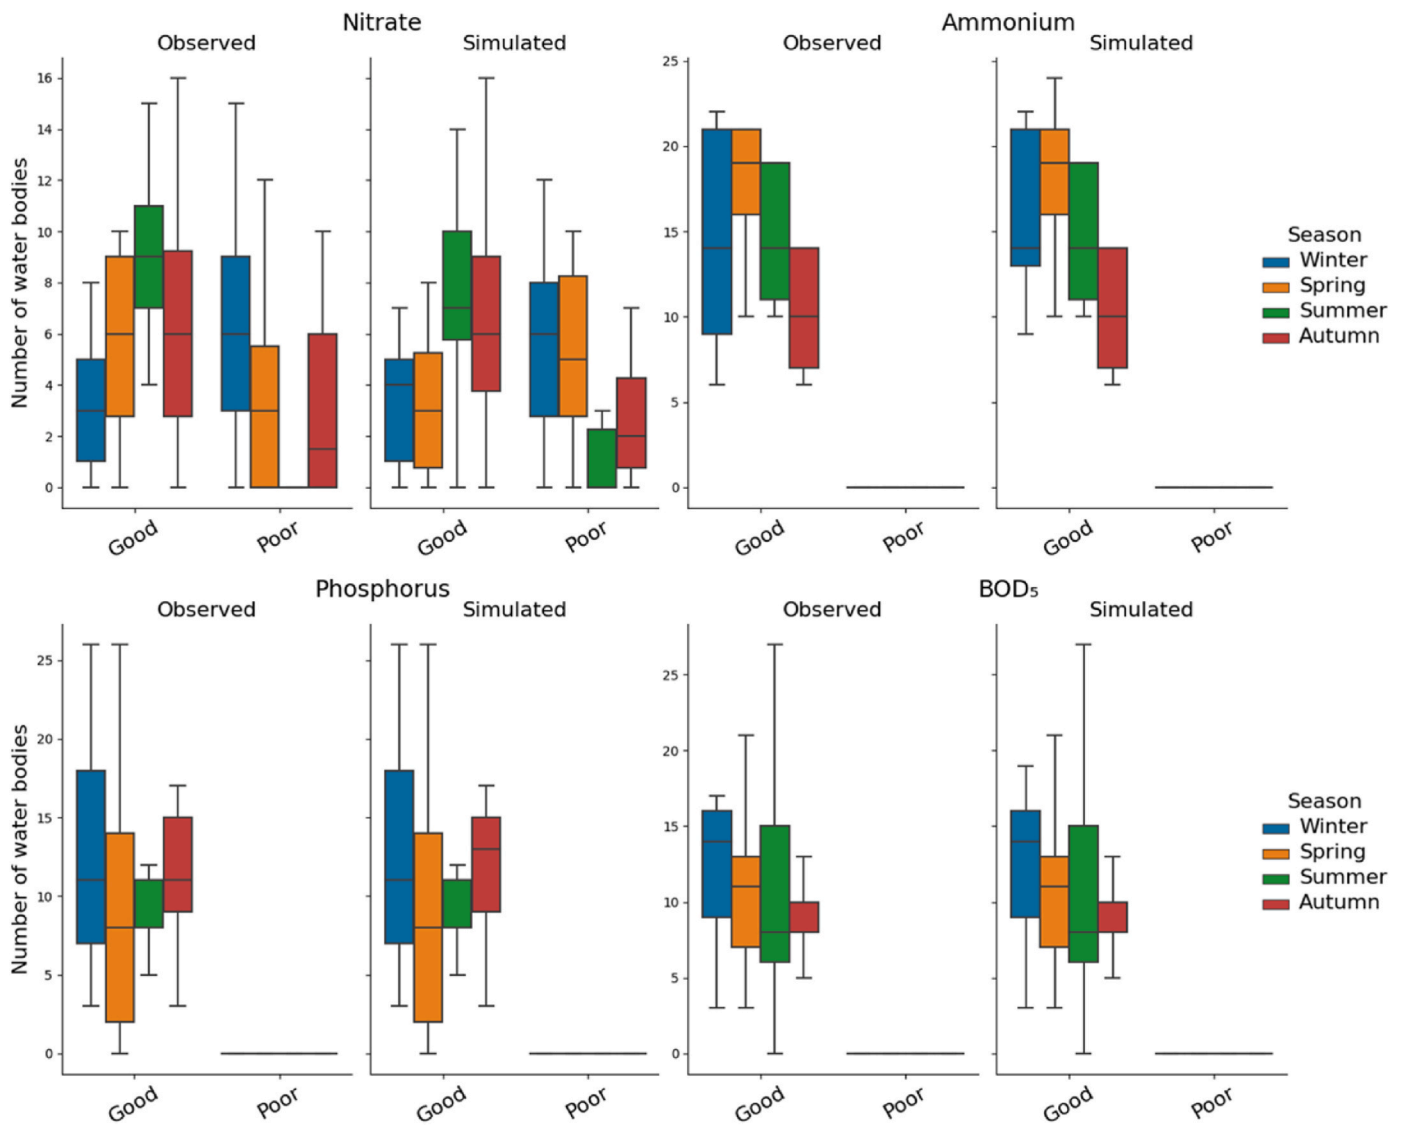 Nitrate
Ammonium
Observed
Simulated
Observed
Simulated
Number of water bodies
16
14
12
10
8
6
4
2
0
25
20
15
10
5
0
Good
Poor
Good
Poor
Good
Poor
Good
Poor
Season
Winter
Spring
Summer
Autumn
Phosphorus
BOD₅
Observed
Simulated
Observed
Simulated
Number of water bodies
25
20
15
10
5
0
25
20
15
10
5
0
Good
Poor
Good
Poor
Good
Poor
Good
Poor
Season
Winter
Spring
Summer
Autumn